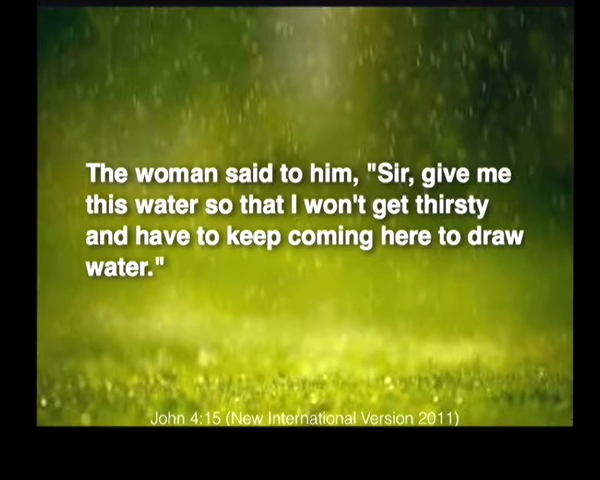 The woman said to him, "Sir, give me
this water so that I won't get thirsty
and have to keep coming here to draw
water."
John 4:15 (New International Version 2011)